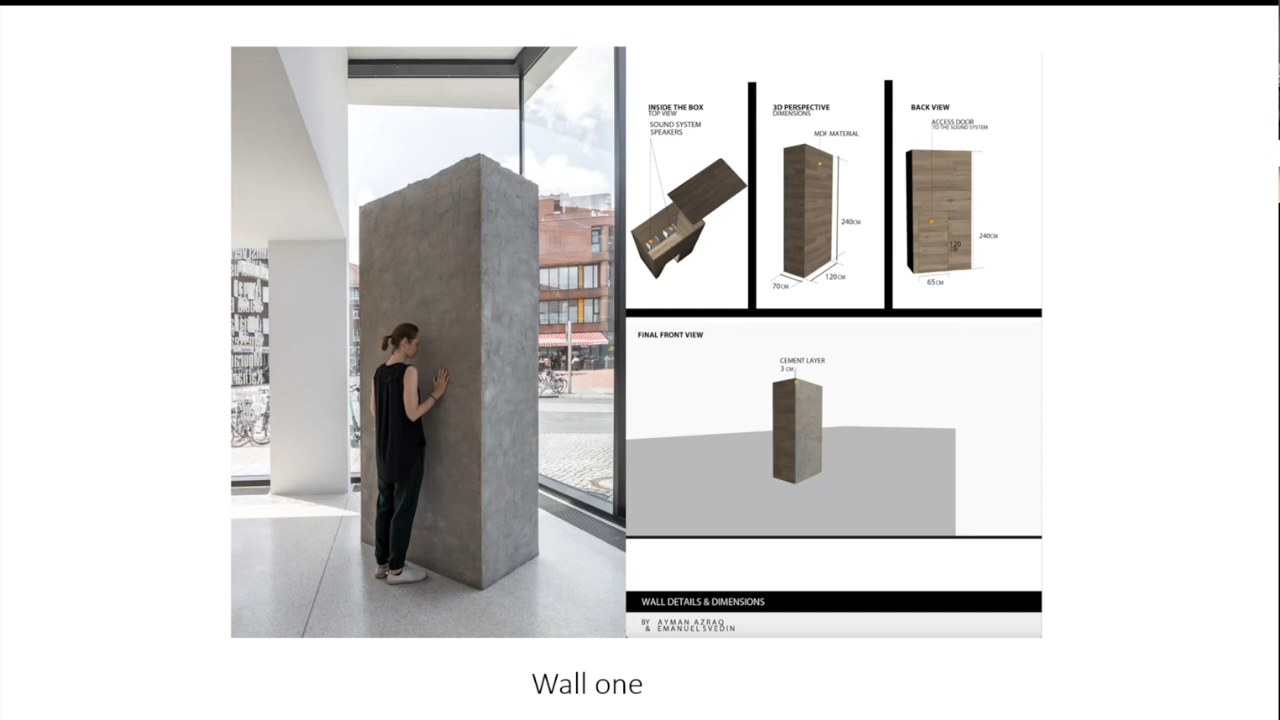 INSIDE THE BOX
TOP VIEW
SOUND SYSTEM
SPEAKERS
3D PERSPECTIVE
DIMENSIONS
MDF MATERIAL
240CM
120CM
70CM
BACK VIEW
ACCESS DOOR
TO THE SOUND SYSTEM
240CM
120
CM
65CM
FINAL FRONT VIEW
CEMENT LAYER
3 CM
WALL DETAILS & DIMENSIONS
BY AYMAN AZRAQ
& EMANUEL SVEDIN
Wall one